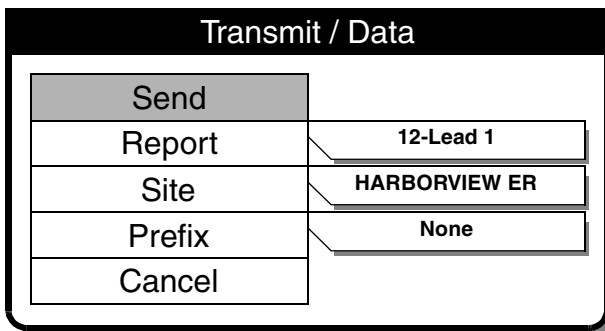 Transmit / Data
Send
Report 12-Lead 1
Site HARBORVIEW ER
Prefix None
Cancel